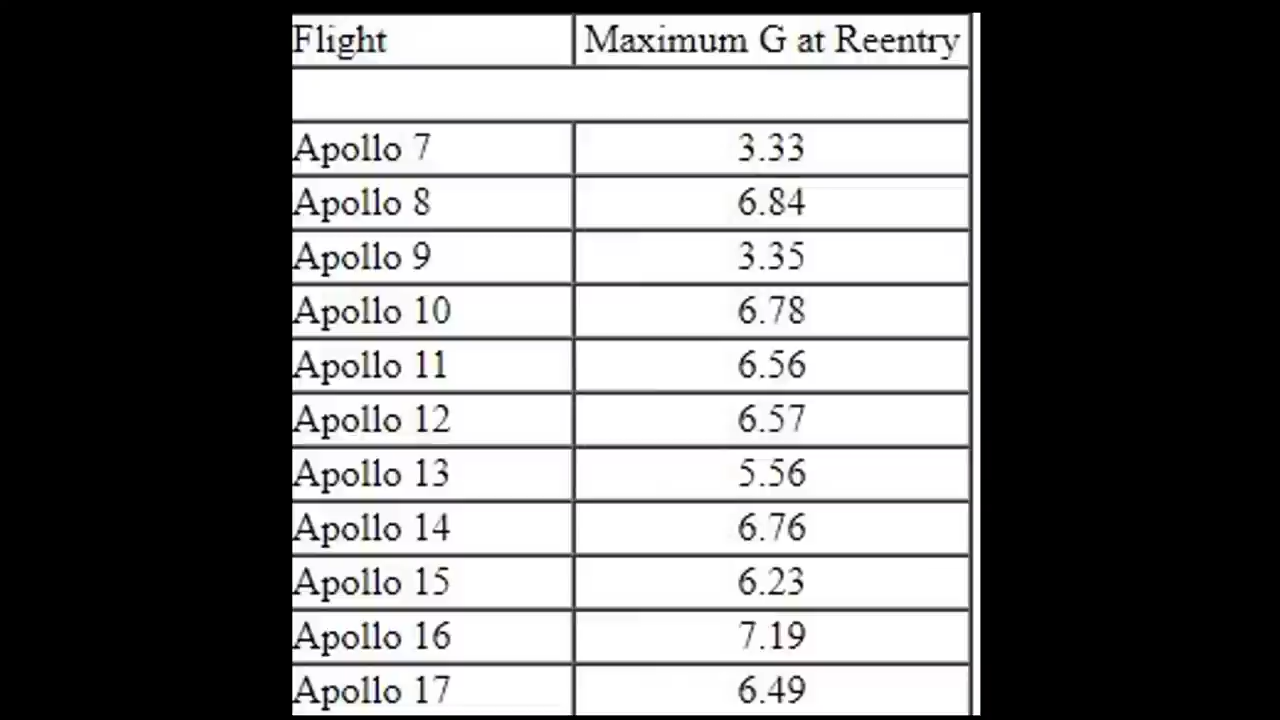 Flight Maximum G at Reentry
Apollo 7 3.33
Apollo 8 6.84
Apollo 9 3.35
Apollo 10 6.78
Apollo 11 6.56
Apollo 12 6.57
Apollo 13 5.56
Apollo 14 6.76
Apollo 15 6.23
Apollo 16 7.19
Apollo 17 6.49